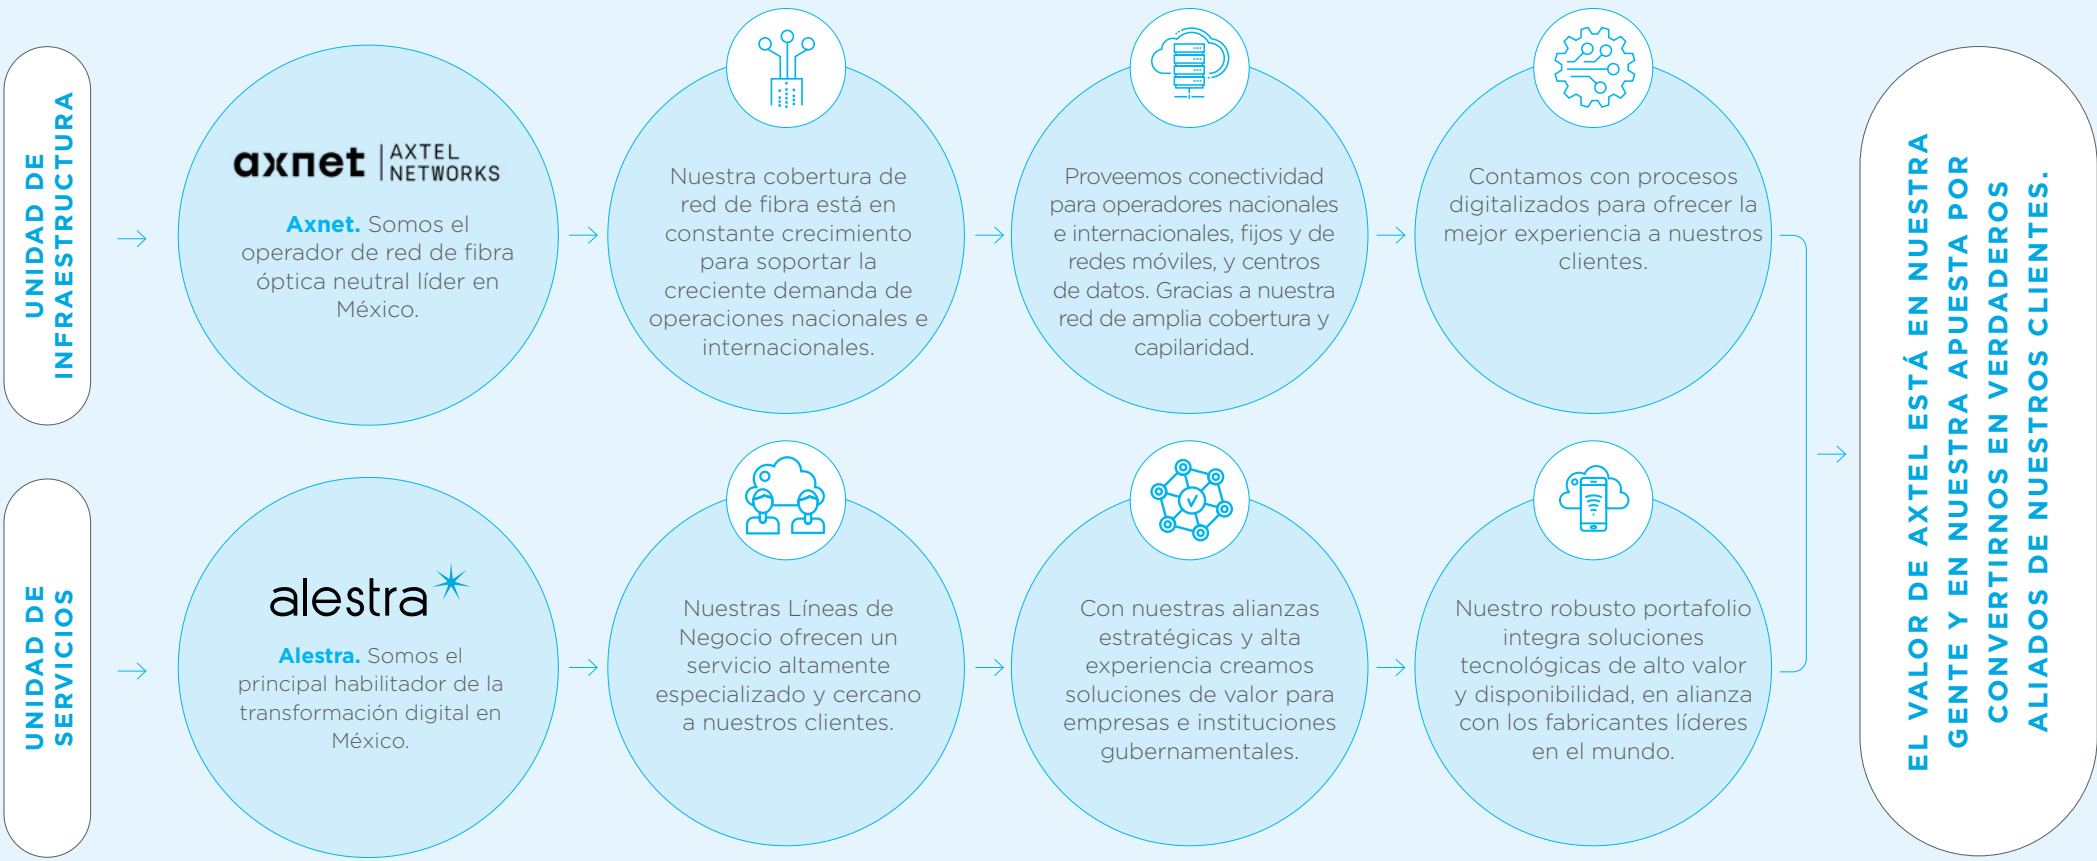 UNIDAD DE
INFRAESTRUCTURA
axnet AXTEL
NETWORKS
Axnet. Somos el
operador de red de fibra
óptica neutral líder en
México.
Nuestra cobertura de
red de fibra está en
constante crecimiento
para soportar la
creciente demanda de
operaciones nacionales e
internacionales.
Proveemos conectividad
para operadores nacionales
e internacionales, fijos y de
redes móviles, y centros
de datos. Gracias a nuestra
red de amplia cobertura y
capilaridad.
Contamos con procesos
digitalizados para ofrecer la
mejor experiencia a nuestros
clientes.
UNIDAD DE
SERVICIOS
alestra
Alestra. Somos el
principal habilitador de la
transformación digital en
México.
Nuestras Líneas de
Negocio ofrecen un
servicio altamente
especializado y cercano
a nuestros clientes.
Con nuestras alianzas
estratégicas y alta
experiencia creamos
soluciones de valor para
empresas e instituciones
gubernamentales.
Nuestro robusto portafolio
integra soluciones
tecnológicas de alto valor
y disponibilidad, en alianza
con los fabricantes líderes
en el mundo.
EL VALOR DE AXTEL ESTÁ EN NUESTRA
GENTE Y EN NUESTRA APUESTA POR
CONVERTIRNOS EN VERDADEROS
ALIADOS DE NUESTROS CLIENTES.